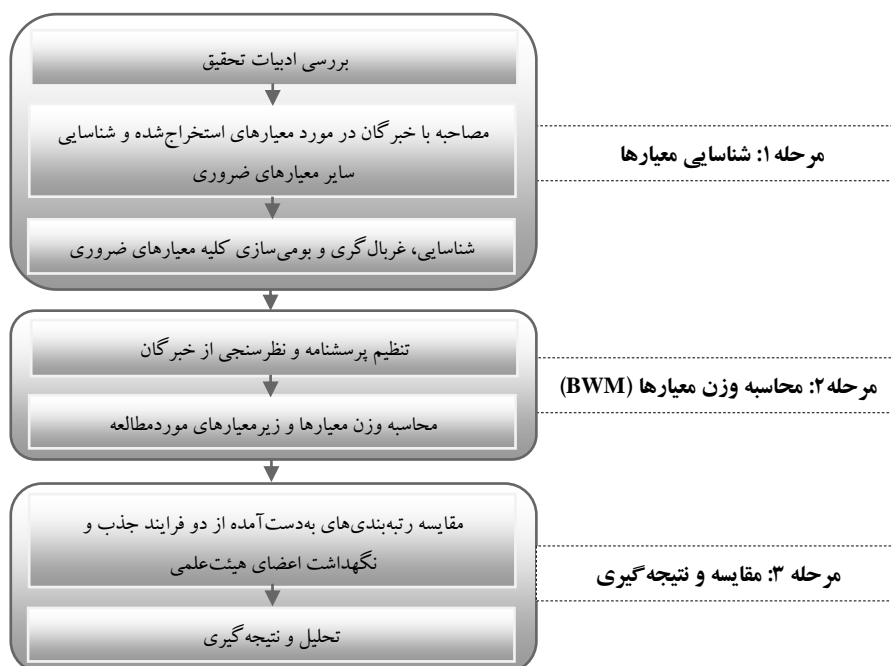 بررسی ادبیات تحقیق
مصاحبه با خبرگان در مورد معیارهای استخراج‌شده و شناسایی
سایر معیارهای ضروری
شناسایی، غربال‌گری و بومی‌سازی کلیه معیارهای ضروری
مرحله ۱: شناسایی معیارها
تنظیم پرسشنامه و نظرسنجی از خبرگان
محاسبه وزن معیارها و زیرمعیارهای موردمطالعه
مرحله ۲: محاسبه وزن معیارها (BWM)
مقایسه رتبه‌بندی‌های به‌دست‌آمده از دو فرایند جذب و
نگهداشت اعضای هیئت‌علمی
تحلیل و نتیجه‌گیری
مرحله ۳: مقایسه و نتیجه‌گیری